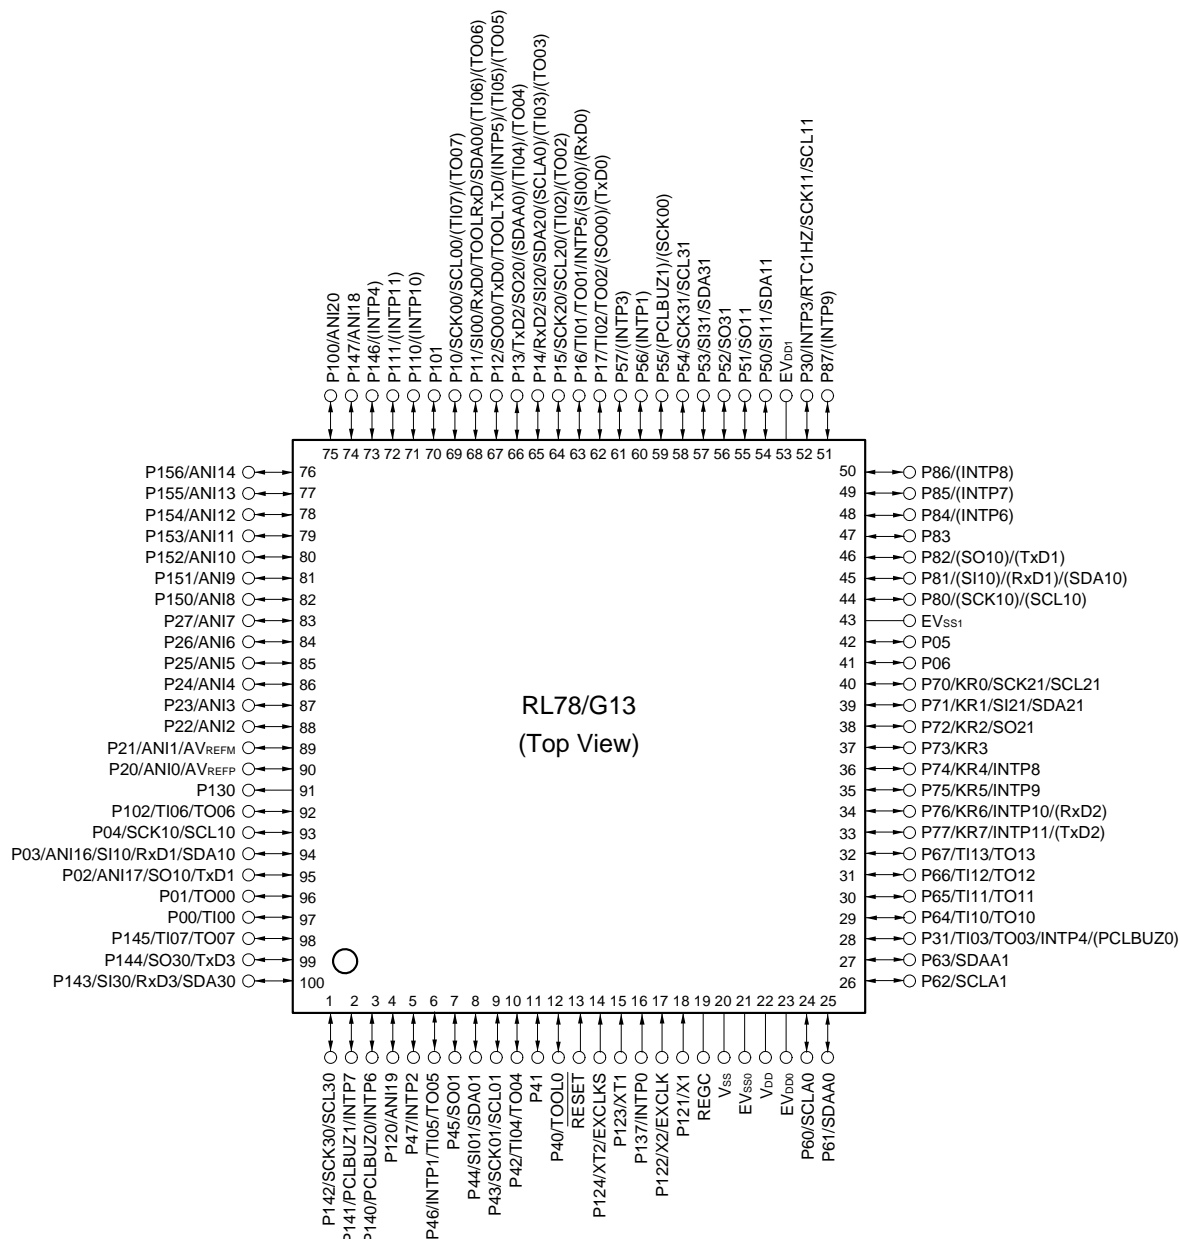 P100/ANI20
P147/ANI18
P146/(INTP4)
P111/(INTP11)
P110/(INTP10)
P101
P10/SCK00/SCL00/(TI07)/(TO07)
P11/SI00/RxD0/TOOLRxD/SDA00/(TI06)/(TO06)
P12/SO00/TxD0/TOOLTxD/(INTP5)/(TI05)/(TO05)
P13/TxD2/SO20/(SDAA0)/(TI04)/(TO04)
P14/RxD2/SI20/SDA20/(SCLA0)/(TI03)/(TO03)
P15/SCK20/SCL20/(TI02)/(TO02)
P16/TI01/TO01/INTP5/(SI00)/(RxD0)
P17/TI02/TO02/(SO00)/(TxD0)
P57/(INTP3)
P56/(INTP1)
P55/(PCLBUZ1)/(SCK00)
P54/SCK31/SCL31
P53/SI31/SDA31
P52/SO31
P51/SO11
P50/SI11/SDA11
EVDD1
P30/INTP3/RTC1HZ/SCK11/SCL11
P87/(INTP9)
75 74 73 72 71 70 69 68 67 66 65 64 63 62 61 60 59 58 57 56 55 54 53 52 51
P156/ANI14 76
P155/ANI13 77
P154/ANI12 78
P153/ANI11 79
P152/ANI10 80
P151/ANI9 81
P150/ANI8 82
P27/ANI7 83
P26/ANI6 84
P25/ANI5 85
P24/ANI4 86
P23/ANI3 87
P22/ANI2 88
P21/ANI1/AVREFM 89
P20/ANI0/AVREFP 90
P130 91
P102/TI06/TO06 92
P04/SCK10/SCL10 93
P03/ANI16/SI10/RxD1/SDA10 94
P02/ANI17/SO10/TxD1 95
P01/TO00 96
P00/TI00 97
P145/TI07/TO07 98
P144/SO30/TxD3 99
P143/SI30/RxD3/SDA30 100
RL78/G13
(Top View)
50 P86/(INTP8)
49 P85/(INTP7)
48 P84/(INTP6)
47 P83
46 P82/(SO10)/(TxD1)
45 P81/(SI10)/(RxD1)/(SDA10)
44 P80/(SCK10)/(SCL10)
43 EVSS1
42 P05
41 P06
40 P70/KR0/SCK21/SCL21
39 P71/KR1/SI21/SDA21
38 P72/KR2/SO21
37 P73/KR3
36 P74/KR4/INTP8
35 P75/KR5/INTP9
34 P76/KR6/INTP10/(RxD2)
33 P77/KR7/INTP11/(TxD2)
32 P67/TI13/TO13
31 P66/TI12/TO12
30 P65/TI11/TO11
29 P64/TI10/TO10
28 P31/TI03/TO03/INTP4/(PCLBUZ0)
27 P63/SDAA1
26 P62/SCLA1
1 2 3 4 5 6 7 8 9 10 11 12 13 14 15 16 17 18 19 20 21 22 23 24 25
P142/SCK30/SCL30
P141/PCLBUZ1/INTP7
P140/PCLBUZ0/INTP6
P120/ANI19
P47/INTP2
P46/INTP1/TI05/TO05
P45/SO01
P44/SI01/SDA01
P43/SCK01/SCL01
P42/TI04/TO04
P41
P40/TOOL0
RESET
P124/XT2/EXCLKS
P123/XT1
P137/INTP0
P122/X2/EXCLK
P121/X1
REGC
VSS
EVSS0
VDD
EVDD0
P60/SCLA0
P61/SDAA0